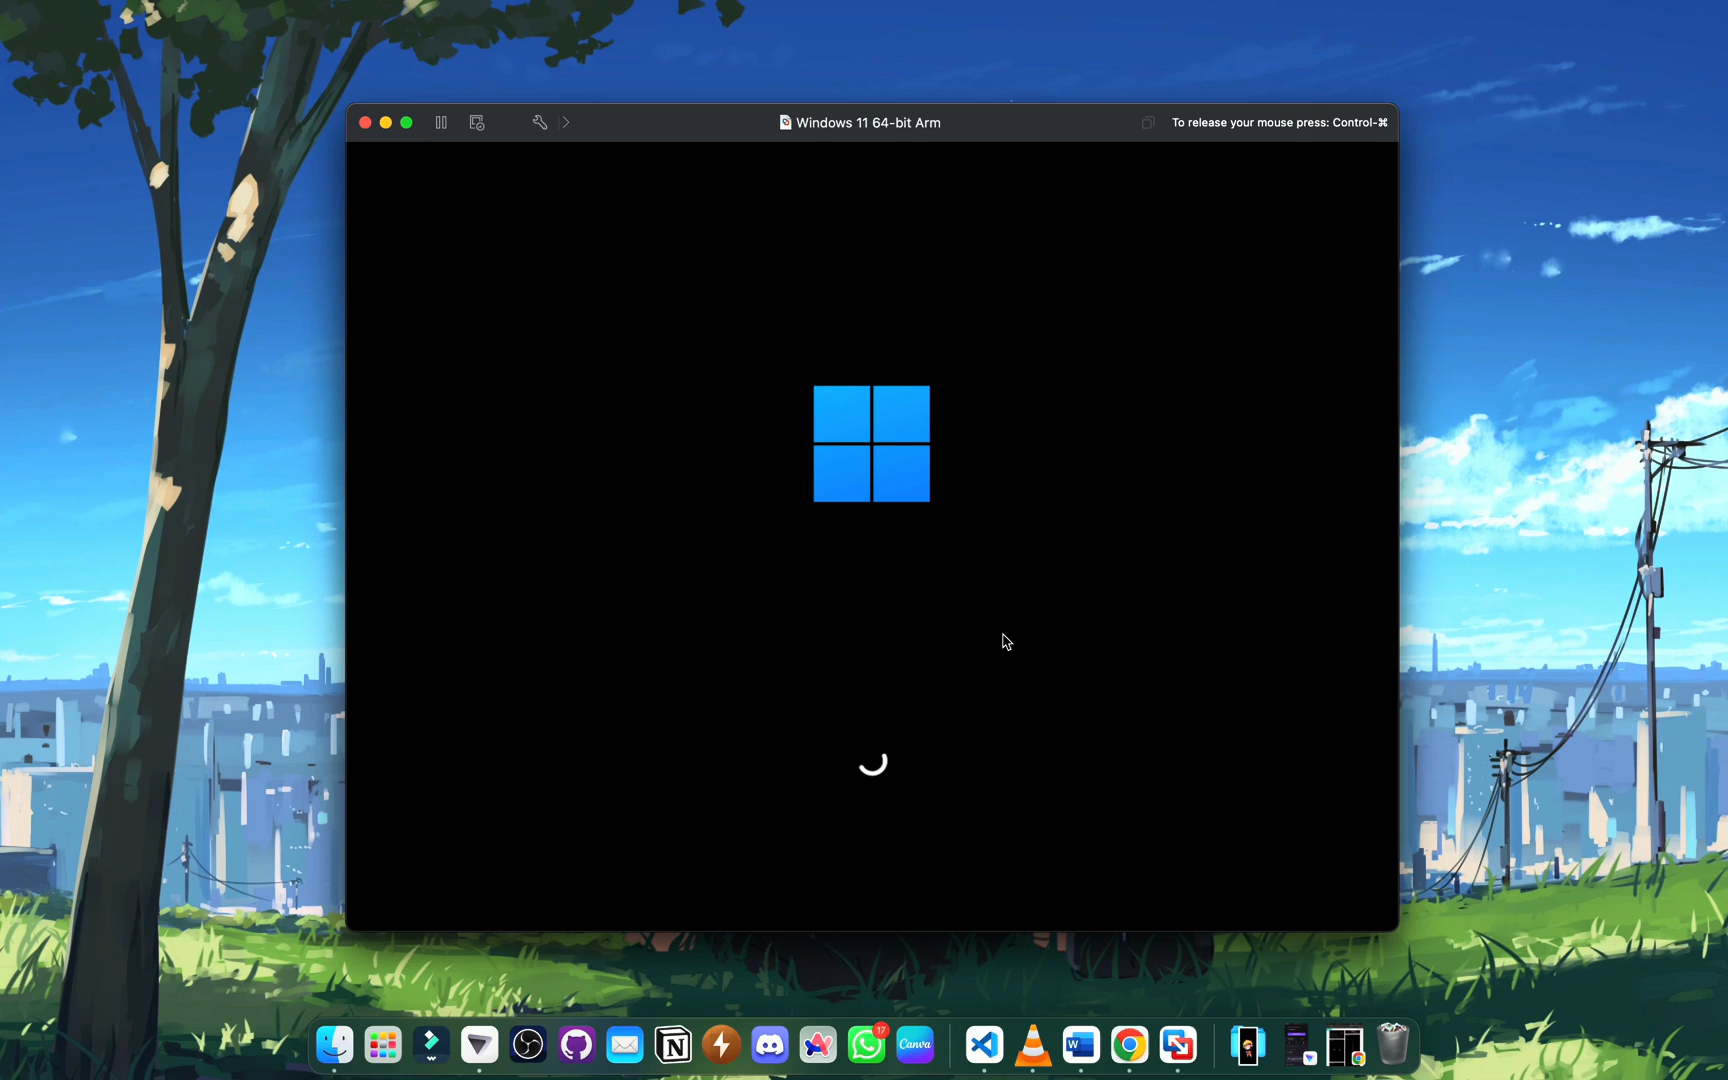 Windows 11 64-bit Arm
To release your mouse press: Control-⌘
17
Canva